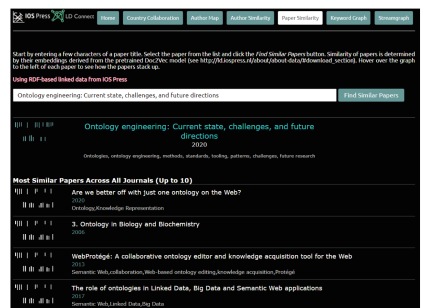 IOS Press LD Connect Home Country Collaboration Author Map Author Similarity Paper Similarity Keyword Graph Streamgraph
Start by entering a few characters of a paper title. Select the paper from the list and click the Find Similar Papers button. Similarity of papers is determined
by their embeddings derived from the pretrained Doc2Vec model (see http://ld.iospress.nl/about/about-data/#download_section). Hover over the graph
to the left of each paper to see how the papers stack up.
Using RDF-based linked data from IOS Press
Ontology engineering: Current state, challenges, and future directions Find Similar Papers
Ontology engineering: Current state, challenges, and future
directions
2020
Ontologies, ontology engineering, methods, standards, tooling, patterns, challenges, future research
Most Similar Papers Across All Journals (Up to 10)
Are we better off with just one ontology on the Web?
2020
Ontology,Knowledge Representation
3. Ontology in Biology and Biochemistry
2006
WebProtégé: A collaborative ontology editor and knowledge acquisition tool for the Web
2013
Semantic Web,collaboration,Web-based ontology editing,knowledge acquisition,Protégé
The role of ontologies in Linked Data, Big Data and Semantic Web applications
2017
Semantic Web,Linked Data,Big Data